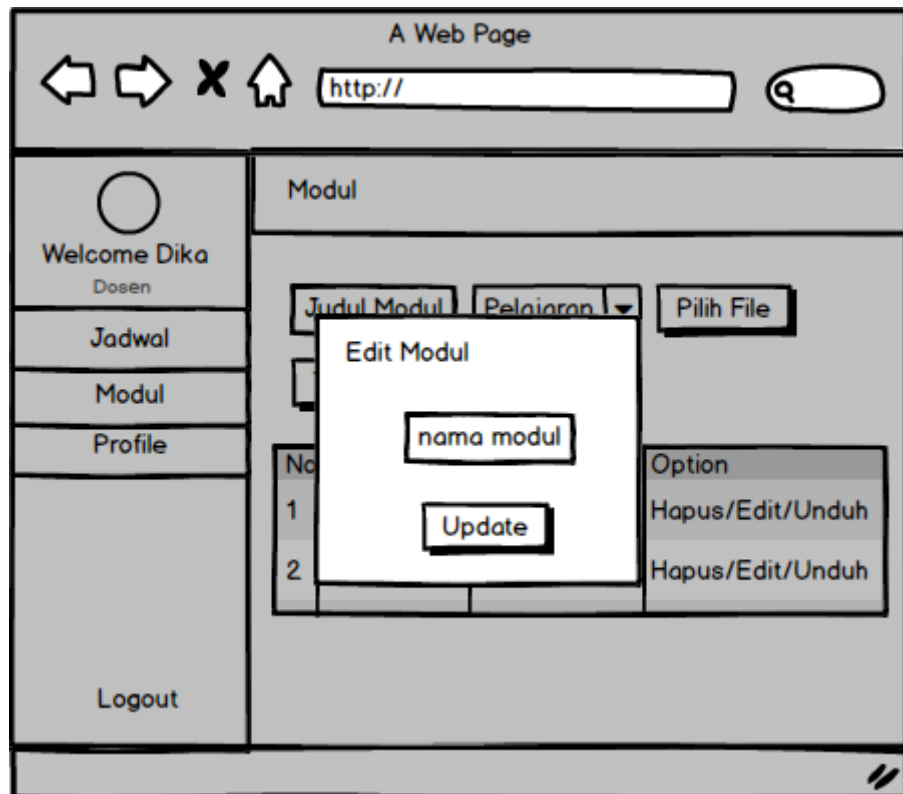 A Web Page
http://
Welcome Dika
Dosen
Jadwal
Modul
Profile
Logout
Modul
Judul Modul
Pelajaran
Pilih File
Edit Modul
nama modul
Update
Option
1
Hapus/Edit/Unduh
2
Hapus/Edit/Unduh